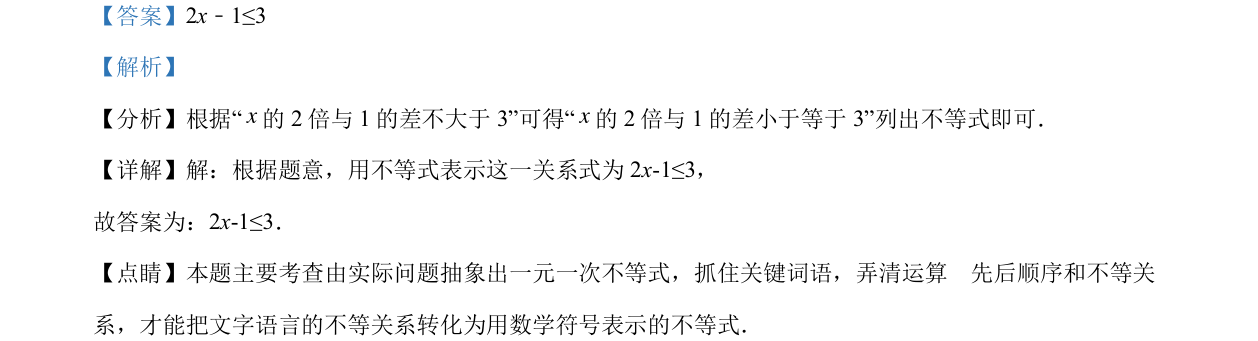 【答案】2x﹣1≤3
【解析】
【分析】根据“x 的 2 倍与 1 的差不大于 3”可得“x 的 2 倍与 1 的差小于等于 3”列出不等式即可．
【详解】解：根据题意，用不等式表示这一关系式为 2x-1≤3，
故答案为：2x-1≤3．
【点睛】本题主要考查由实际问题抽象出一元一次不等式，抓住关键词语，弄清运算　先后顺序和不等关
系，才能把文字语言的不等关系转化为用数学符号表示的不等式．